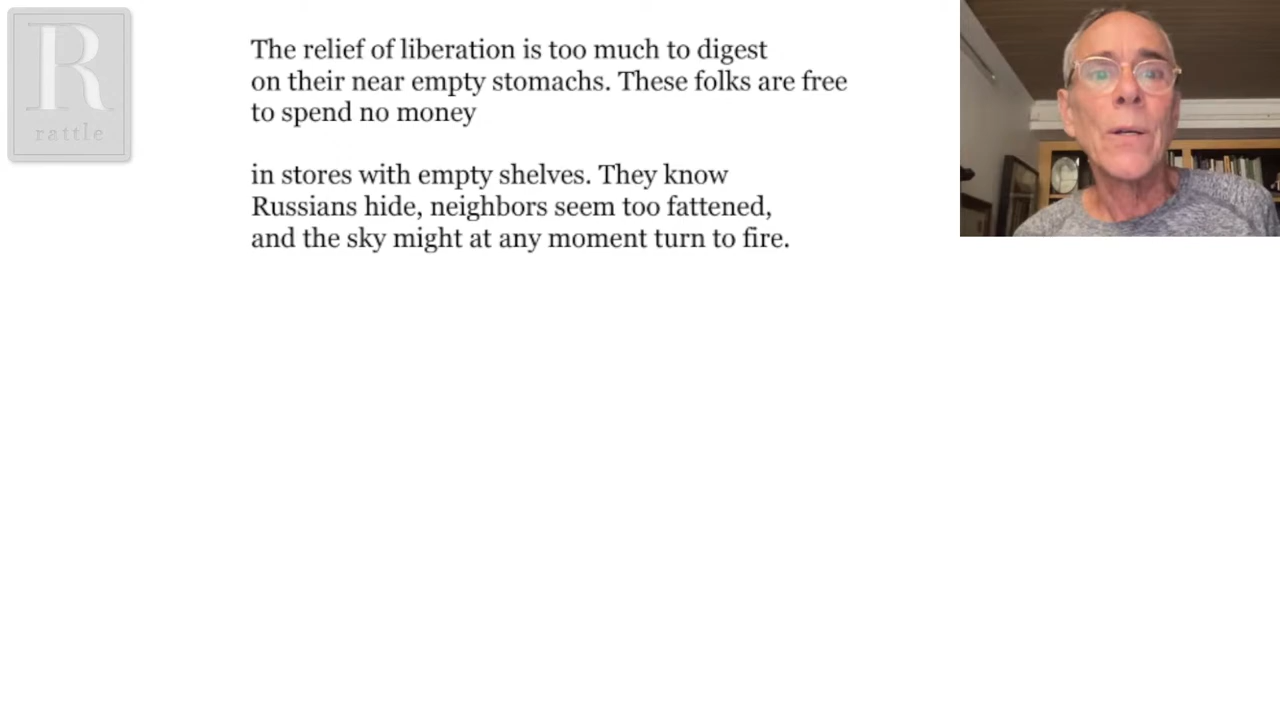 R
rattle
The relief of liberation is too much to digest
on their near empty stomachs. These folks are free
to spend no money
in stores with empty shelves. They know
Russians hide, neighbors seem too fattened,
and the sky might at any moment turn to fire.